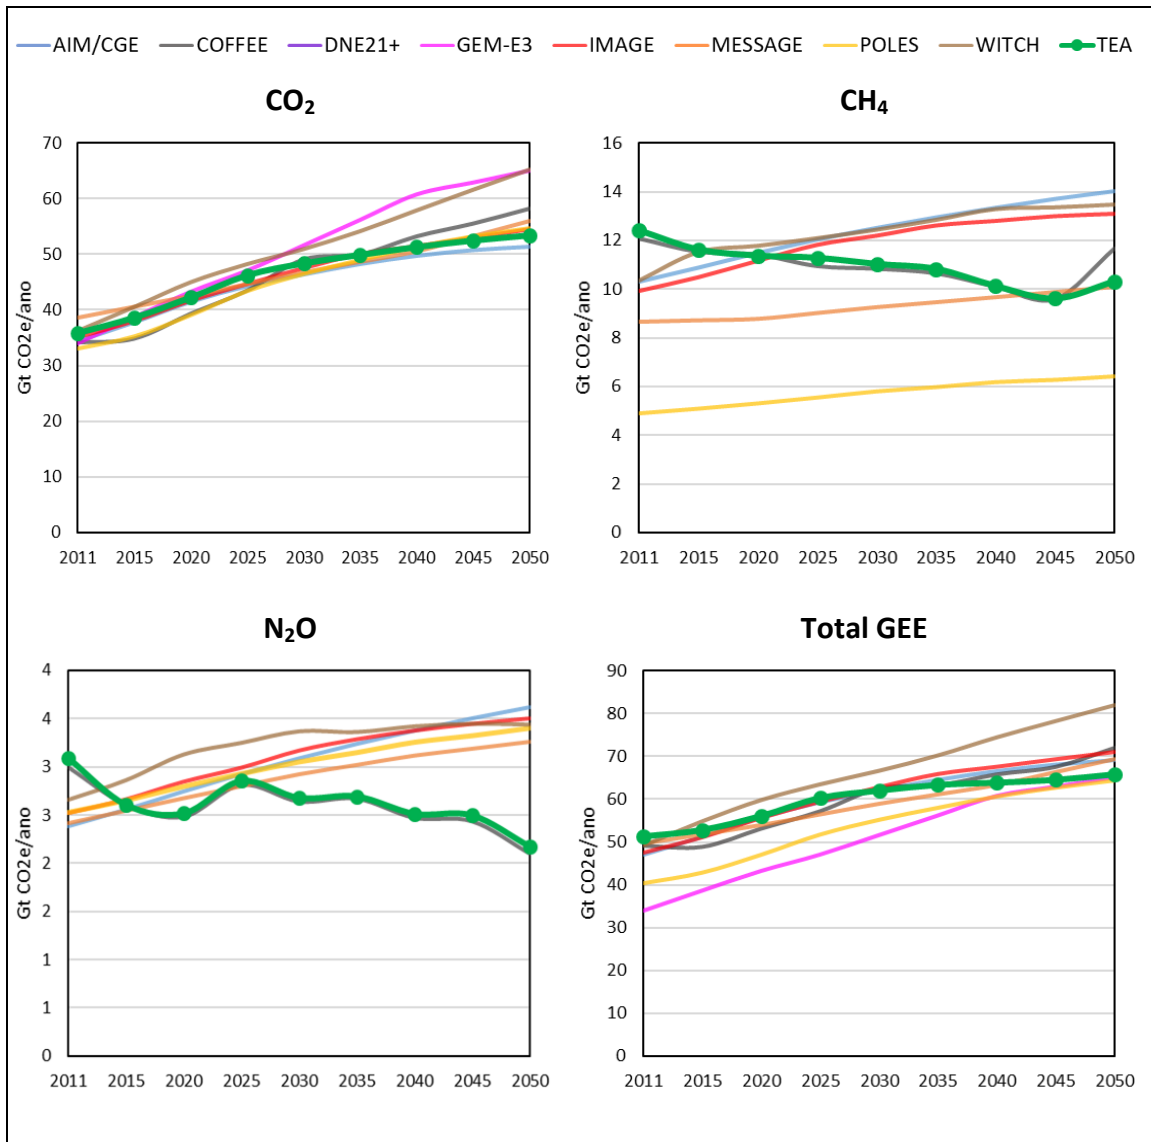 AIM/CGE COFFEE DNE21+ GEM-E3 IMAGE MESSAGE POLES WITCH TEA
CO₂
Gt CO2e/ano
70
60
50
40
30
20
10
0
2011 2015 2020 2025 2030 2035 2040 2045 2050
CH₄
Gt CO2e/ano
16
14
12
10
8
6
4
2
0
2011 2015 2020 2025 2030 2035 2040 2045 2050
N₂O
Gt CO2e/ano
4
4
3
3
2
2
1
1
0
2011 2015 2020 2025 2030 2035 2040 2045 2050
Total GEE
Gt CO2e/ano
90
80
70
60
50
40
30
20
10
0
2011 2015 2020 2025 2030 2035 2040 2045 2050